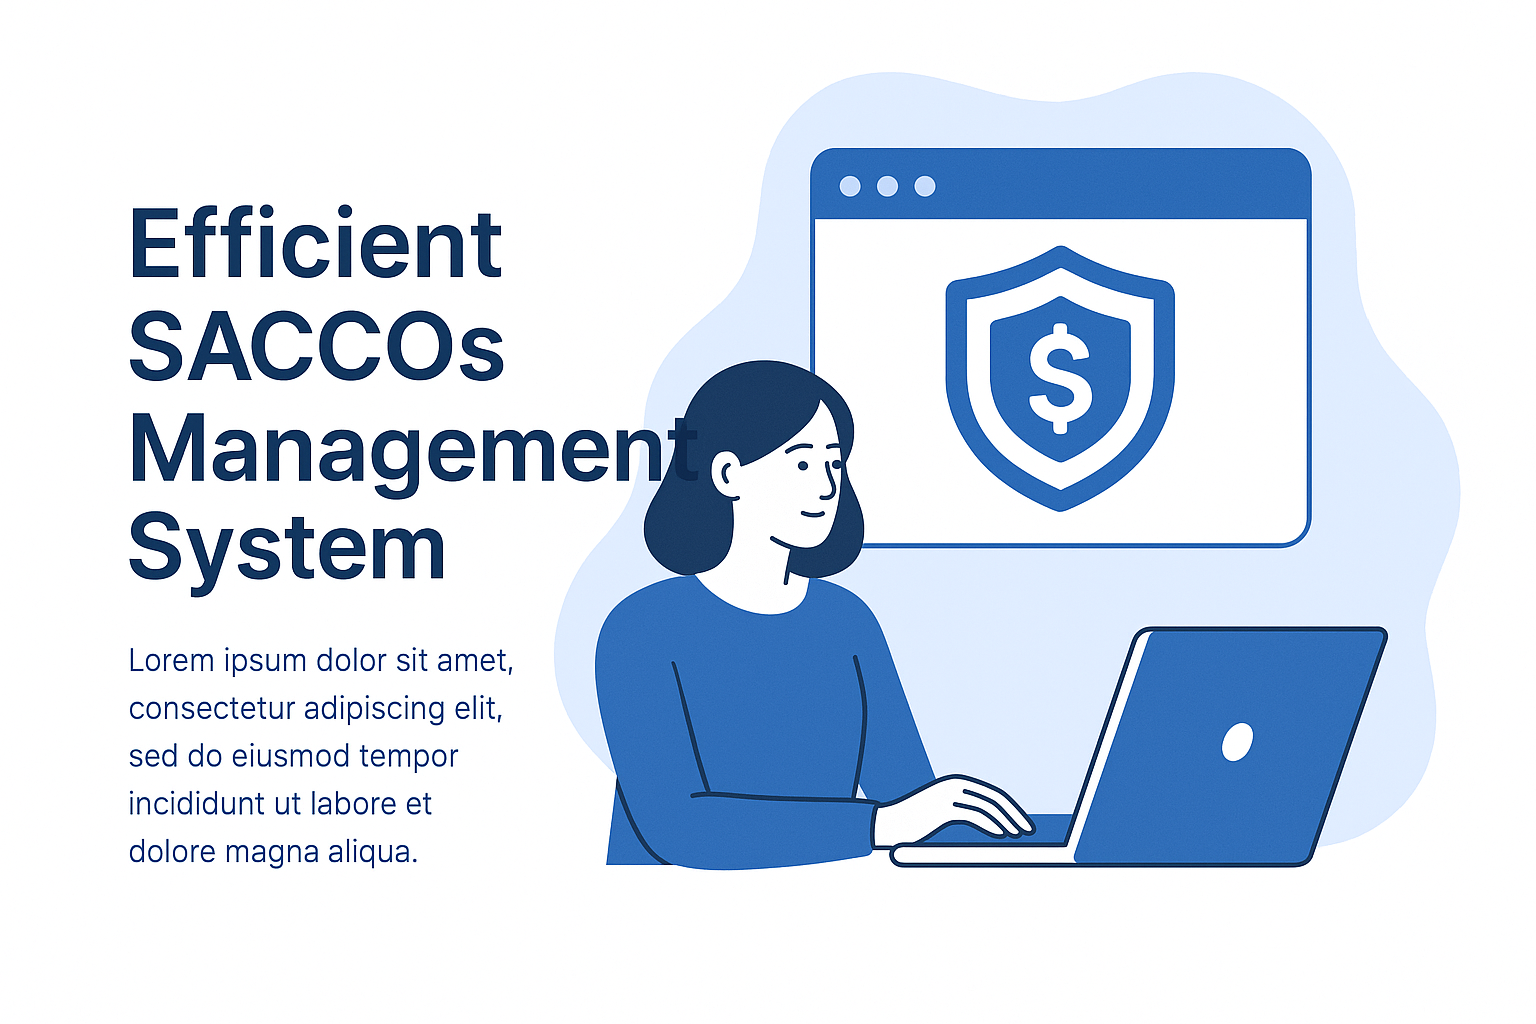 Efficient
SACCOs
Management
System
Lorem ipsum dolor sit amet,
consectetur adipiscing elit,
sed do eiusmod tempor
incididunt ut labore et
dolore magna aliqua.
$